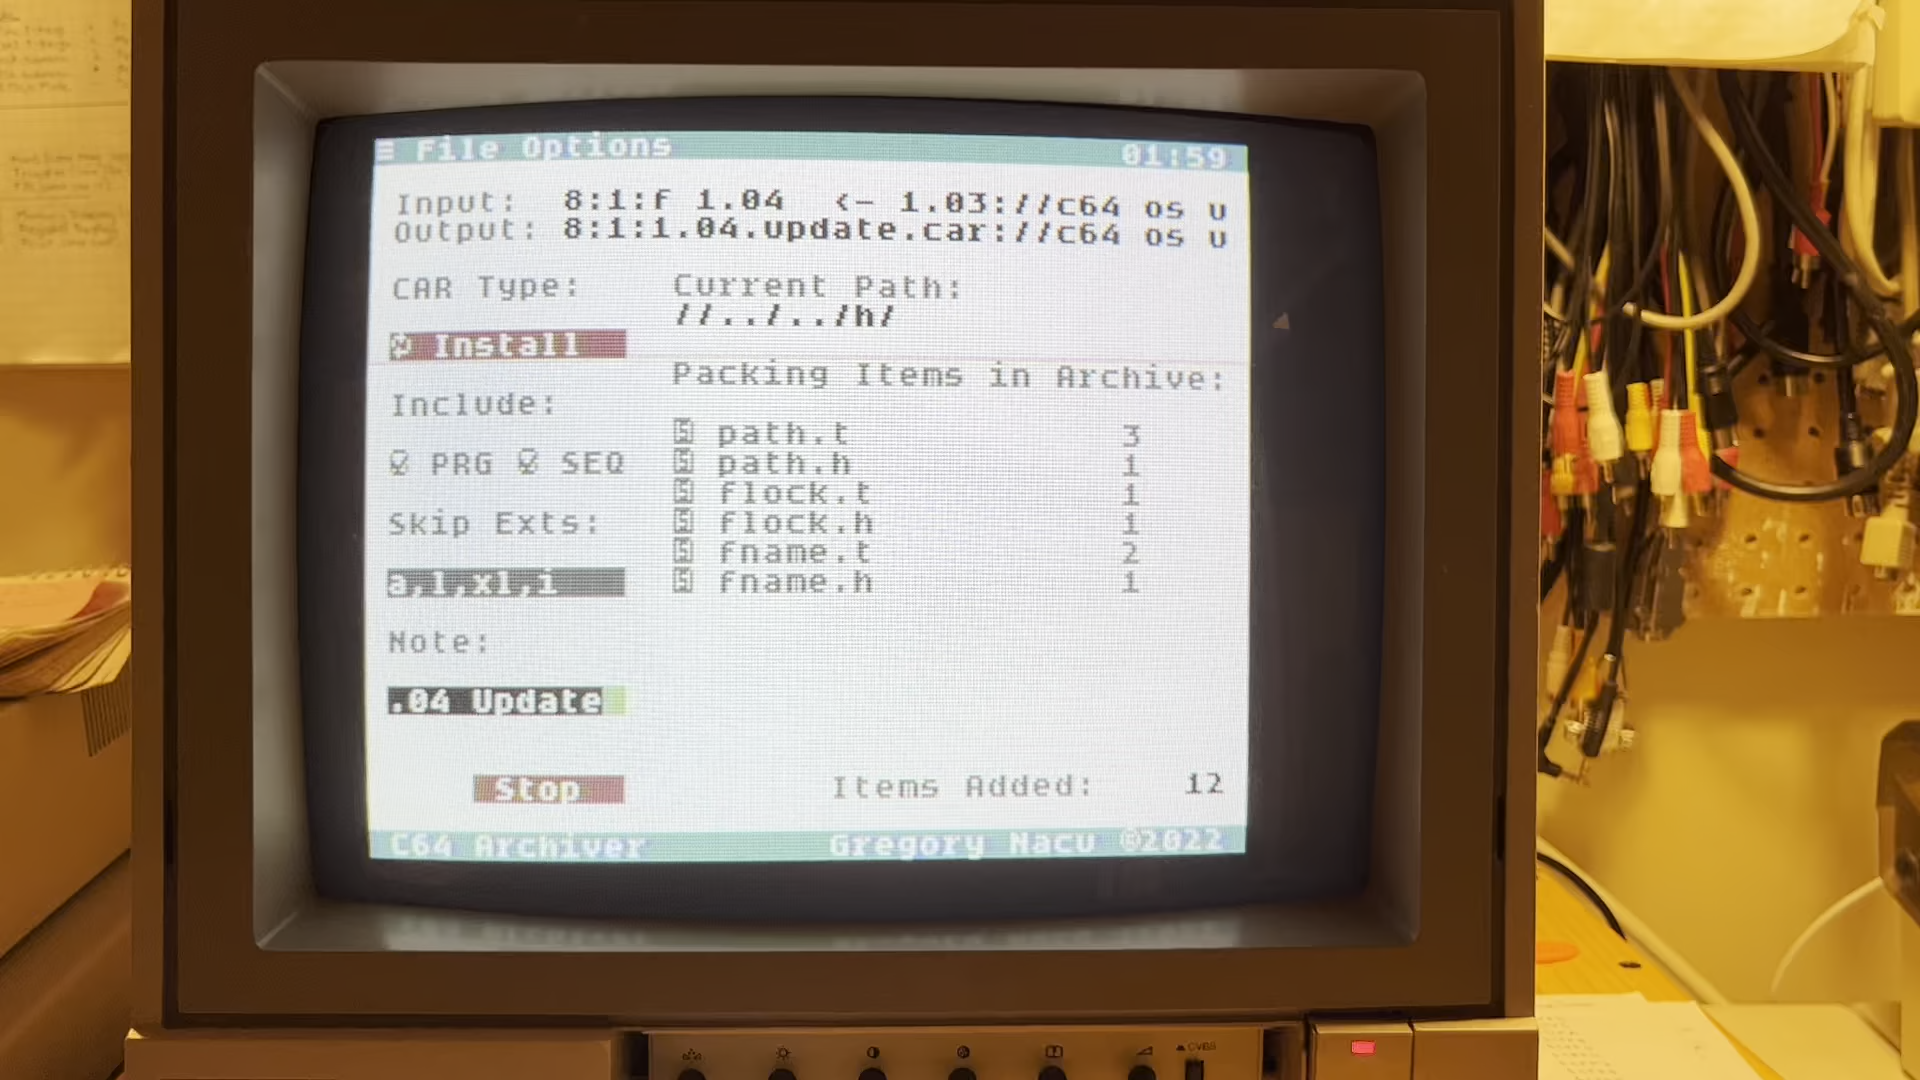 File Options 01:59
Input: 8:1:f 1.04 <- 1.03://c64 os u
Output: 8:1:1.04.update.car://c64 os u
CAR Type: Current Path:
//../../h/
Install
Packing Items in Archive:
Include:
path.t 3
PRG SEQ path.h 1
flock.t 1
Skip Exts: flock.h 1
fname.t 2
a,l,xl,i fname.h 1
Note:
.04 Update
Stop Items Added: 12
C64 Archiver Gregory Nacu ©2022
CVBS